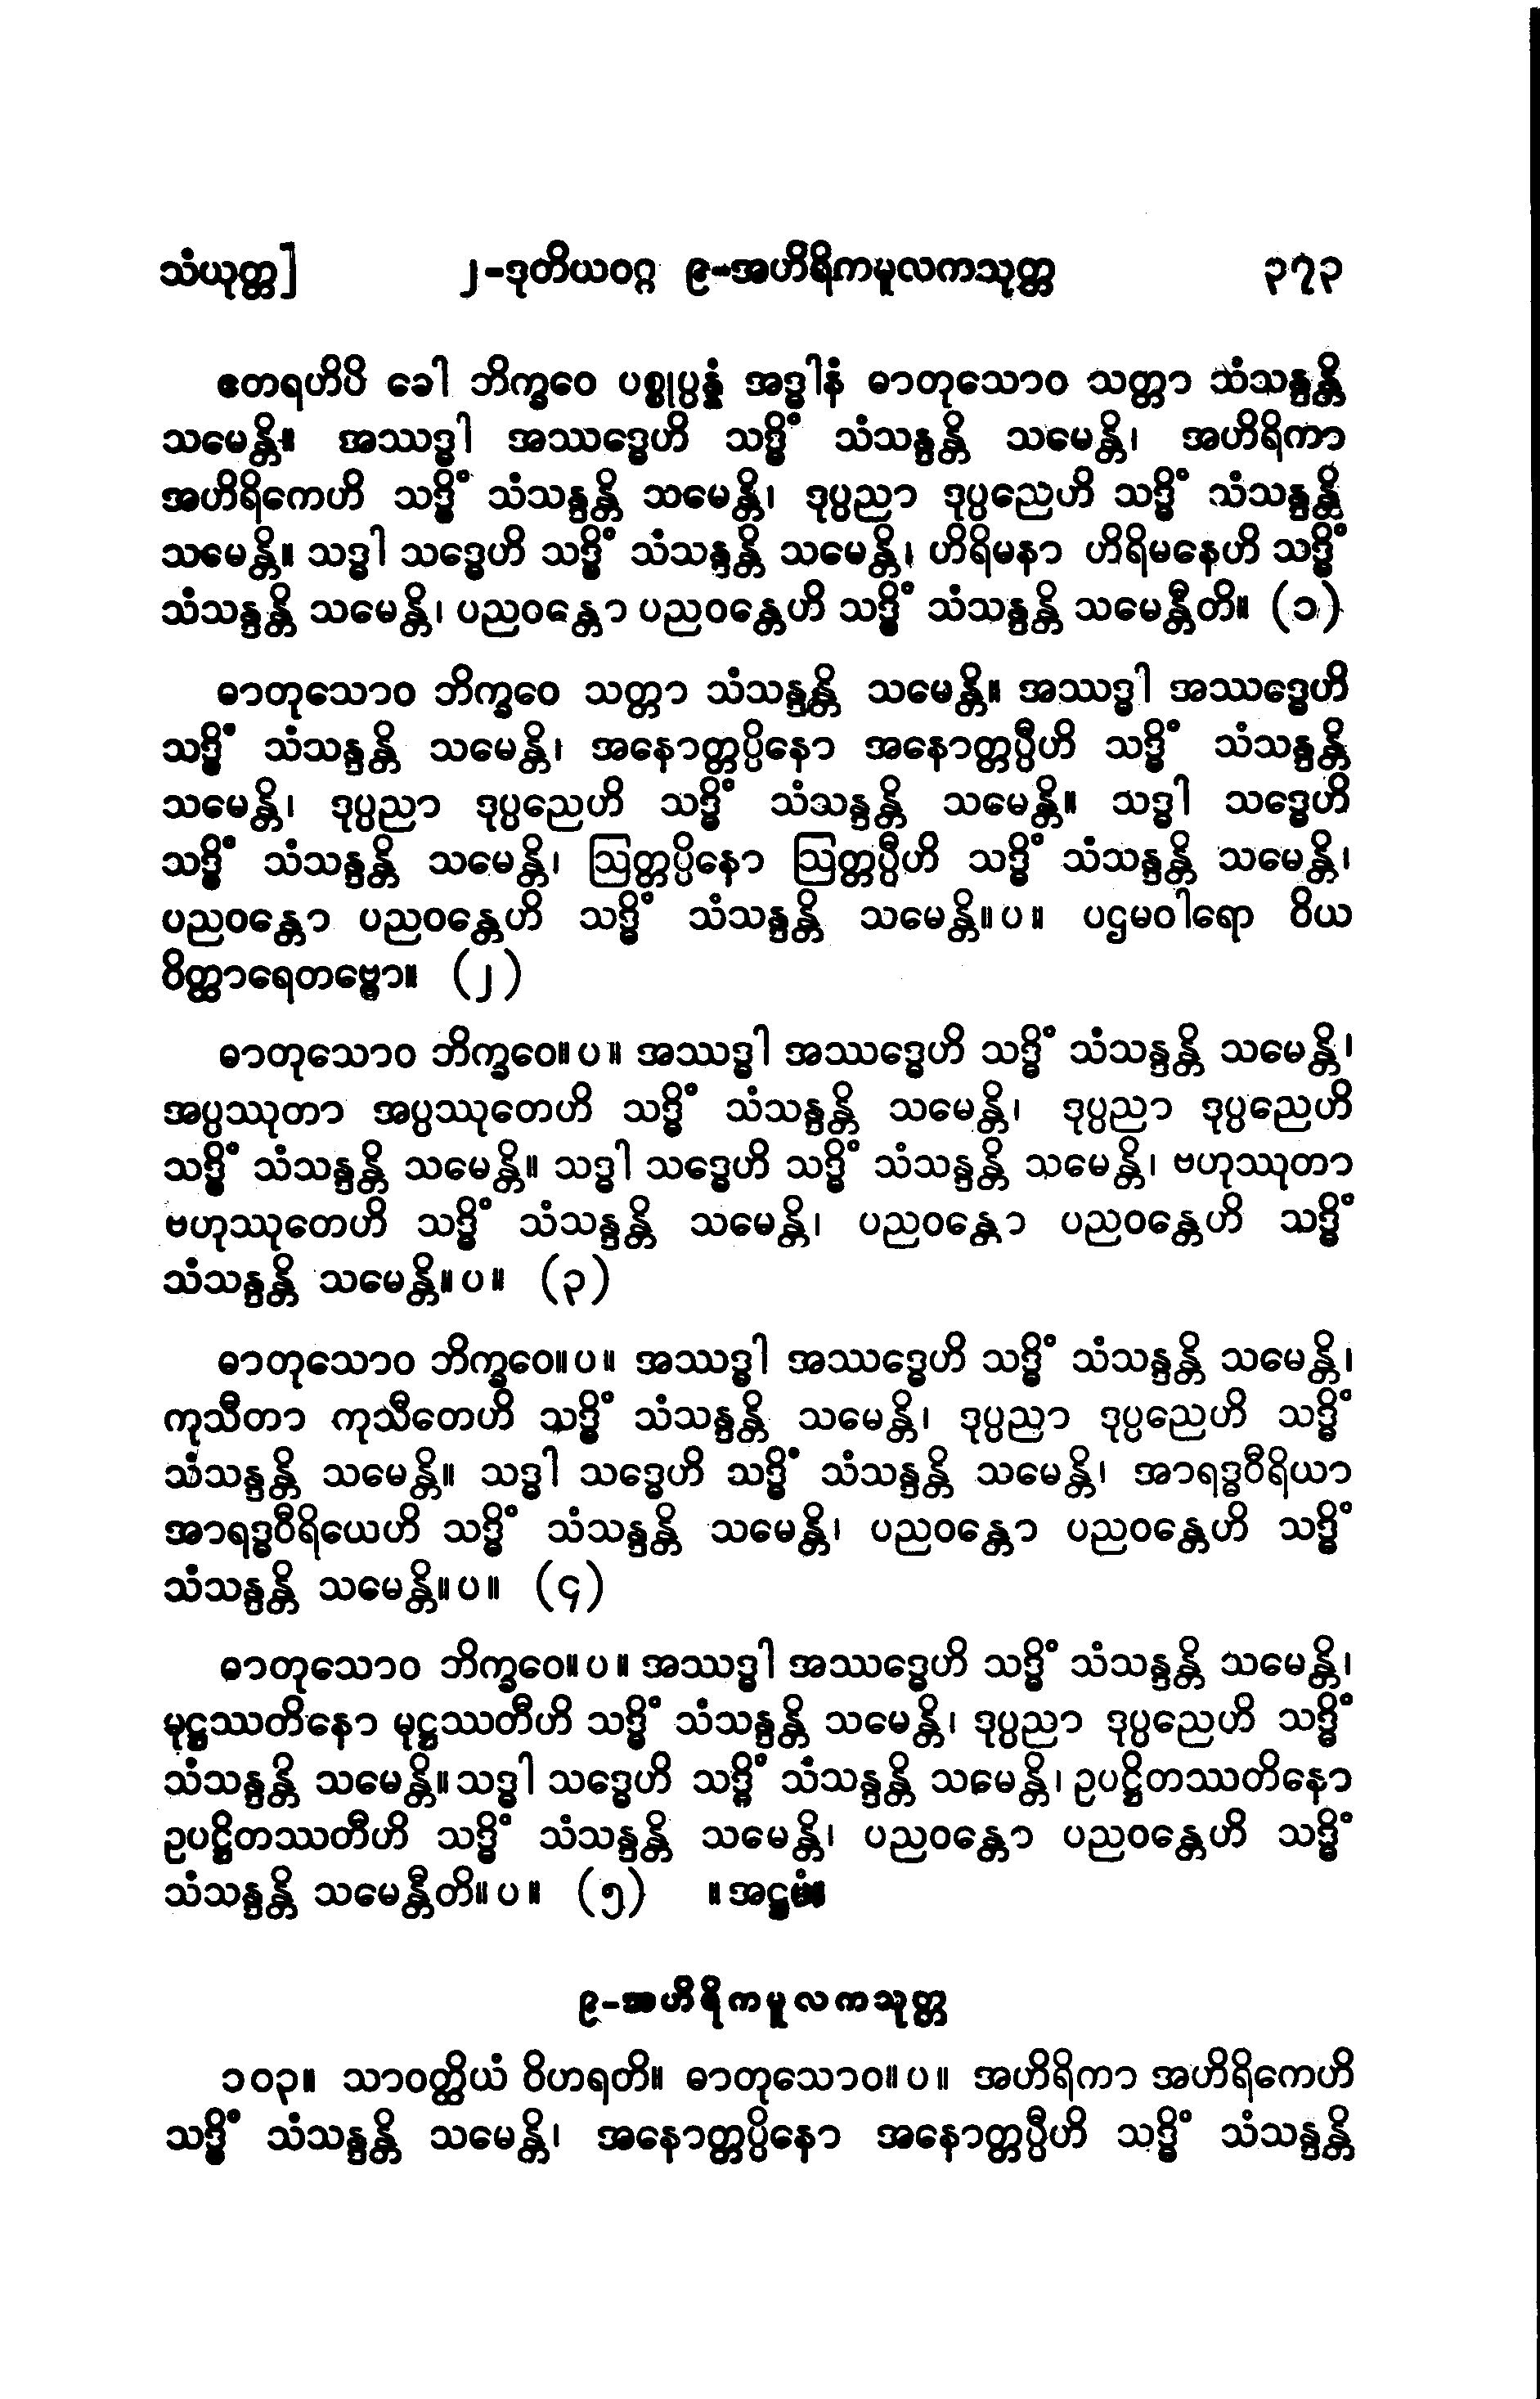 သံယုတ္တ]	၂-ဒုတိယဝဂ္ဂ ၉-အဟိရိကမူလကသုတ္တ	၃၇၃
ဧတရဟိပိ ခေါ ဘိက္ခဝေ ပစ္စုပ္ပန္နံ အဒ္ဓါနံ ဓာတုသောဝ သတ္တာ သံသန္ဒန္တိ
သမေန္တိ။ အဿဒ္ဓါ အဿဒ္ဓေဟိ သဒ္ဓိံ သံသန္ဒန္တိ သမေန္တိ၊ အဟိရိကာ
အဟိရိကေဟိ သဒ္ဓိံ သံသန္ဒန္တိ သမေန္တိ၊ ဒုပ္ပညာ ဒုပ္ပညေဟိ သဒ္ဓိံ သံသန္ဒန္တိ
သမေန္တိ။ သဒ္ဓါ သဒ္ဓေဟိ သဒ္ဓိံ သံသန္ဒန္တိ သမေန္တိ၊ ဟိရိမနာ ဟိရိမနေဟိ သဒ္ဓိံ
သံသန္ဒန္တိ သမေန္တိ၊ ပညဝန္တော ပညဝန္တေဟိ သဒ္ဓိံ သံသန္ဒန္တိ သမေန္တီတိ။ (၁)
ဓာတုသောဝ ဘိက္ခဝေ သတ္တာ သံသန္ဒန္တိ သမေန္တိ။ အဿဒ္ဓါ အဿဒ္ဓေဟိ
သဒ္ဓိံ သံသန္ဒန္တိ သမေန္တိ၊ အနောတ္တပ္ပိနော အနောတ္တပ္ပီဟိ သဒ္ဓိံ သံသန္ဒန္တိ
သမေန္တိ၊ ဒုပ္ပညာ ဒုပ္ပညေဟိ သဒ္ဓိံ သံသန္ဒန္တိ သမေန္တိ။ သဒ္ဓါ သဒ္ဓေဟိ
သဒ္ဓိံ သံသန္ဒန္တိ သမေန္တိ၊ ဩတ္တပ္ပိနော ဩတ္တပ္ပီဟိ သဒ္ဓိံ သံသန္ဒန္တိ သမေန္တိ၊
ပညဝန္တော ပညဝန္တေဟိ သဒ္ဓိံ သံသန္ဒန္တိ သမေန္တိ။ပ။ ပဌမဝါရော ဝိယ
ဝိတ္ထာရေတဗ္ဗော။ (၂)
ဓာတုသောဝ ဘိက္ခဝေ။ပ။ အဿဒ္ဓါ အဿဒ္ဓေဟိ သဒ္ဓိံ သံသန္ဒန္တိ သမေန္တိ၊
အပ္ပဿုတာ အပ္ပဿုတေဟိ သဒ္ဓိံ သံသန္ဒန္တိ သမေန္တိ၊ ဒုပ္ပညာ ဒုပ္ပညေဟိ
သဒ္ဓိံ သံသန္ဒန္တိ သမေန္တိ။ သဒ္ဓါ သဒ္ဓေဟိ သဒ္ဓိံ သံသန္ဒန္တိ သမေန္တိ၊ ဗဟုဿုတာ
ဗဟုဿုတေဟိ သဒ္ဓိံ သံသန္ဒန္တိ သမေန္တိ၊ ပညဝန္တော ပညဝန္တေဟိ သဒ္ဓိံ
သံသန္ဒန္တိ သမေန္တိ။ပ။ (၃)
ဓာတုသောဝ ဘိက္ခဝေ။ပ။ အဿဒ္ဓါ အဿဒ္ဓေဟိ သဒ္ဓိံ သံသန္ဒန္တိ သမေန္တိ၊
ကုသီတာ ကုသီတေဟိ သဒ္ဓိံ သံသန္ဒန္တိ သမေန္တိ၊ ဒုပ္ပညာ ဒုပ္ပညေဟိ သဒ္ဓိံ
သံသန္ဒန္တိ သမေန္တိ။ သဒ္ဓါ သဒ္ဓေဟိ သဒ္ဓိံ သံသန္ဒန္တိ သမေန္တိ၊ အာရဒ္ဓဝီရိယာ
အာရဒ္ဓဝီရိယေဟိ သဒ္ဓိံ သံသန္ဒန္တိ သမေန္တိ၊ ပညဝန္တော ပညဝန္တေဟိ သဒ္ဓိံ
သံသန္ဒန္တိ သမေန္တိ။ပ။ (၄)
ဓာတုသောဝ ဘိက္ခဝေ။ပ။ အဿဒ္ဓါ အဿဒ္ဓေဟိ သဒ္ဓိံ သံသန္ဒန္တိ သမေန္တိ၊
မုဋ္ဌဿတိနော မုဋ္ဌဿတီဟိ သဒ္ဓိံ သံသန္ဒန္တိ သမေန္တိ၊ ဒုပ္ပညာ ဒုပ္ပညေဟိ သဒ္ဓိံ
သံသန္ဒန္တိ သမေန္တိ။ သဒ္ဓါ သဒ္ဓေဟိ သဒ္ဓိံ သံသန္ဒန္တိ သမေန္တိ၊ ဥပဋ္ဌိတဿတိနော
ဥပဋ္ဌိတဿတီဟိ သဒ္ဓိံ သံသန္ဒန္တိ သမေန္တိ၊ ပညဝန္တော ပညဝန္တေဟိ သဒ္ဓိံ
သံသန္ဒန္တိ သမေန္တီတိ။ပ။ (၅) ။အဋ္ဌမံ။
၉-အဟိရိကမူလကသုတ္တ
၁၀၃။ သာဝတ္ထိယံ ဝိဟရတိ။ ဓာတုသောဝ။ပ။ အဟိရိကာ အဟိရိကေဟိ
သဒ္ဓိံ သံသန္ဒန္တိ သမေန္တိ၊ အနောတ္တပ္ပိနော အနောတ္တပ္ပီဟိ သဒ္ဓိံ သံသန္ဒန္တိ